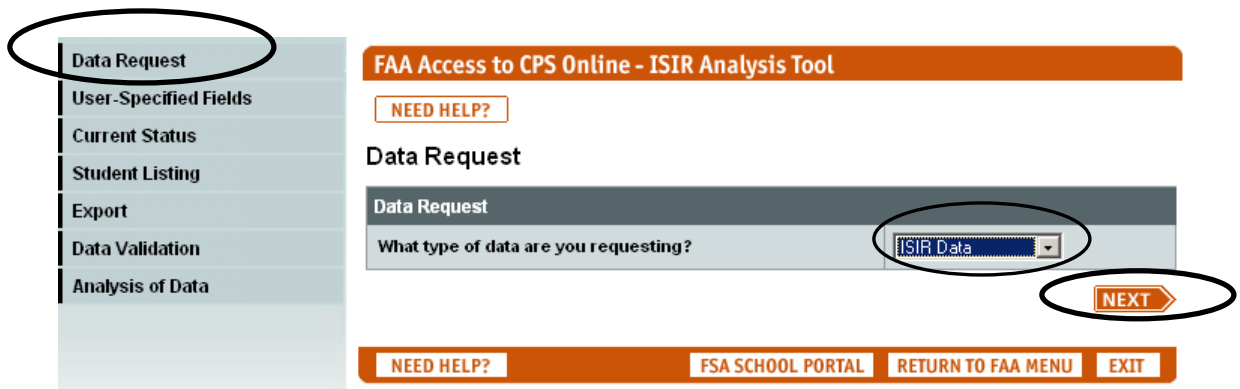 Data Request
User-Specified Fields
Current Status
Student Listing
Export
Data Validation
Analysis of Data
FAA Access to CPS Online - ISIR Analysis Tool
NEED HELP?
Data Request
Data Request
What type of data are you requesting? ISIR Data
NEXT
NEED HELP? FSA SCHOOL PORTAL RETURN TO FAA MENU EXIT